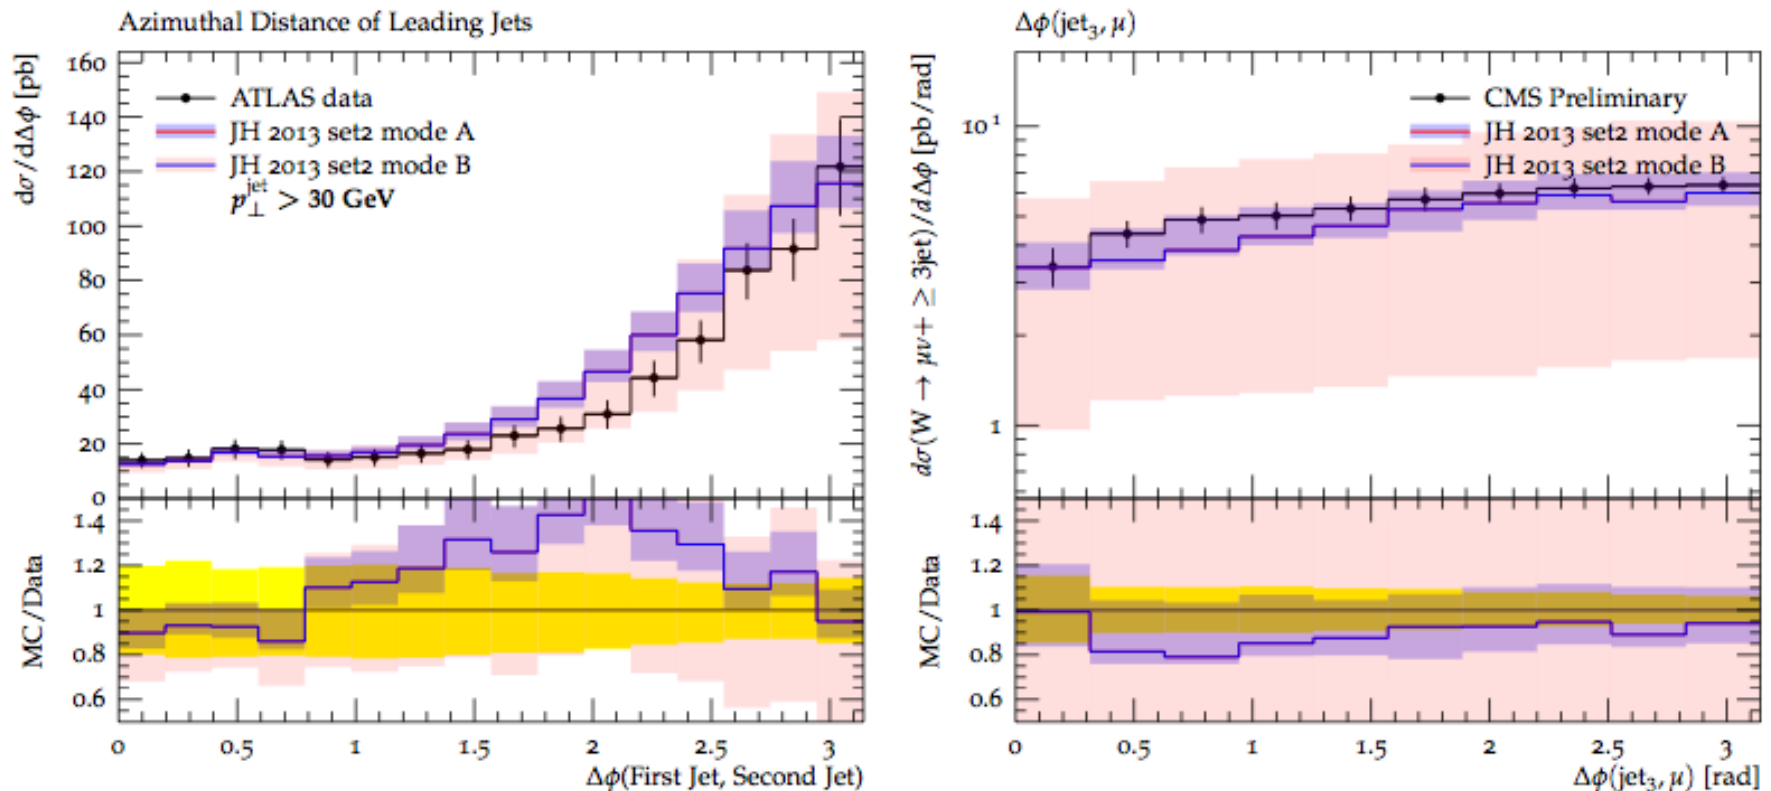 Azimuthal Distance of Leading Jets
dσ/dΔϕ [pb]
160
140
120
100
80
60
40
20
0
ATLAS data
JH 2013 set2 mode A
JH 2013 set2 mode B
p⊥^jet > 30 GeV
MC/Data
1.4
1.2
1
0.8
0.6
0 0.5 1 1.5 2 2.5 3
Δϕ(First Jet, Second Jet)
Δϕ(jet₃, μ)
dσ(W → μν+ ≥ 3jet)/dΔϕ [pb/rad]
10¹
1
CMS Preliminary
JH 2013 set2 mode A
JH 2013 set2 mode B
MC/Data
1.4
1.2
1
0.8
0.6
0 0.5 1 1.5 2 2.5 3
Δϕ(jet₃, μ) [rad]